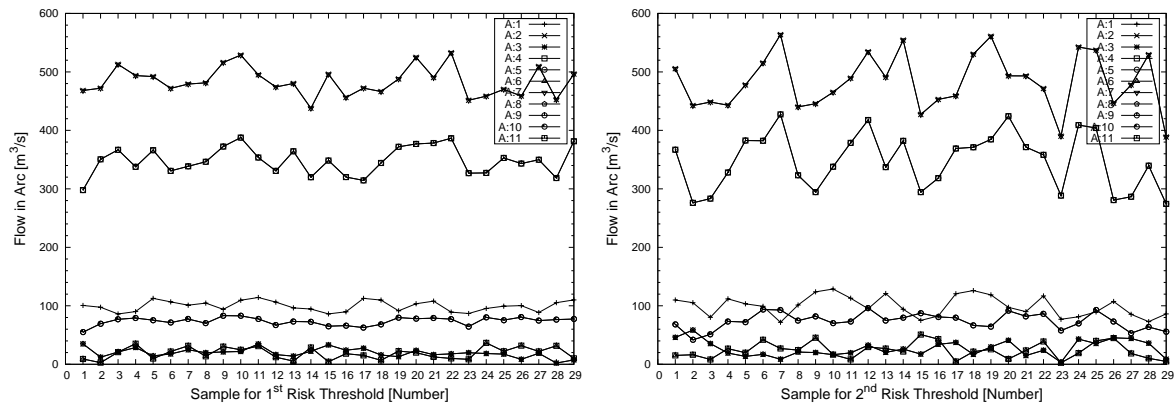 600
500
400
300
200
100
0
Flow in Arc [m³/s]
0 1 2 3 4 5 6 7 8 9 10 11 12 13 14 15 16 17 18 19 20 21 22 23 24 25 26 27 28 29
Sample for 1st Risk Threshold [Number]
A:1
A:2
A:3
A:4
A:5
A:6
A:7
A:8
A:9
A:10
A:11
600
500
400
300
200
100
0
Flow in Arc [m³/s]
0 1 2 3 4 5 6 7 8 9 10 11 12 13 14 15 16 17 18 19 20 21 22 23 24 25 26 27 28 29
Sample for 2nd Risk Threshold [Number]
A:1
A:2
A:3
A:4
A:5
A:6
A:7
A:8
A:9
A:10
A:11